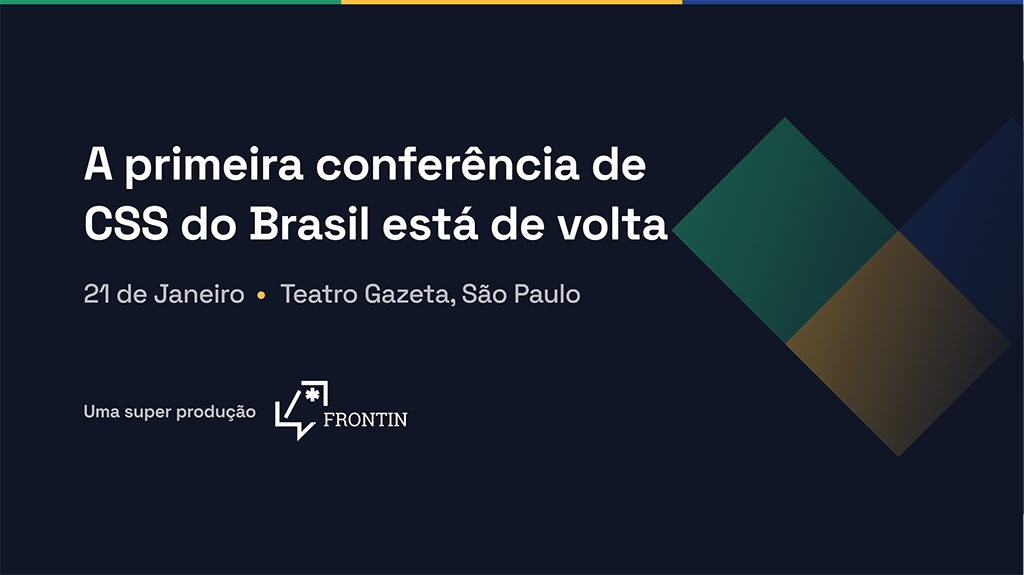 A primeira conferência de
CSS do Brasil está de volta
21 de Janeiro • Teatro Gazeta, São Paulo
Uma super produção
FRONTIN